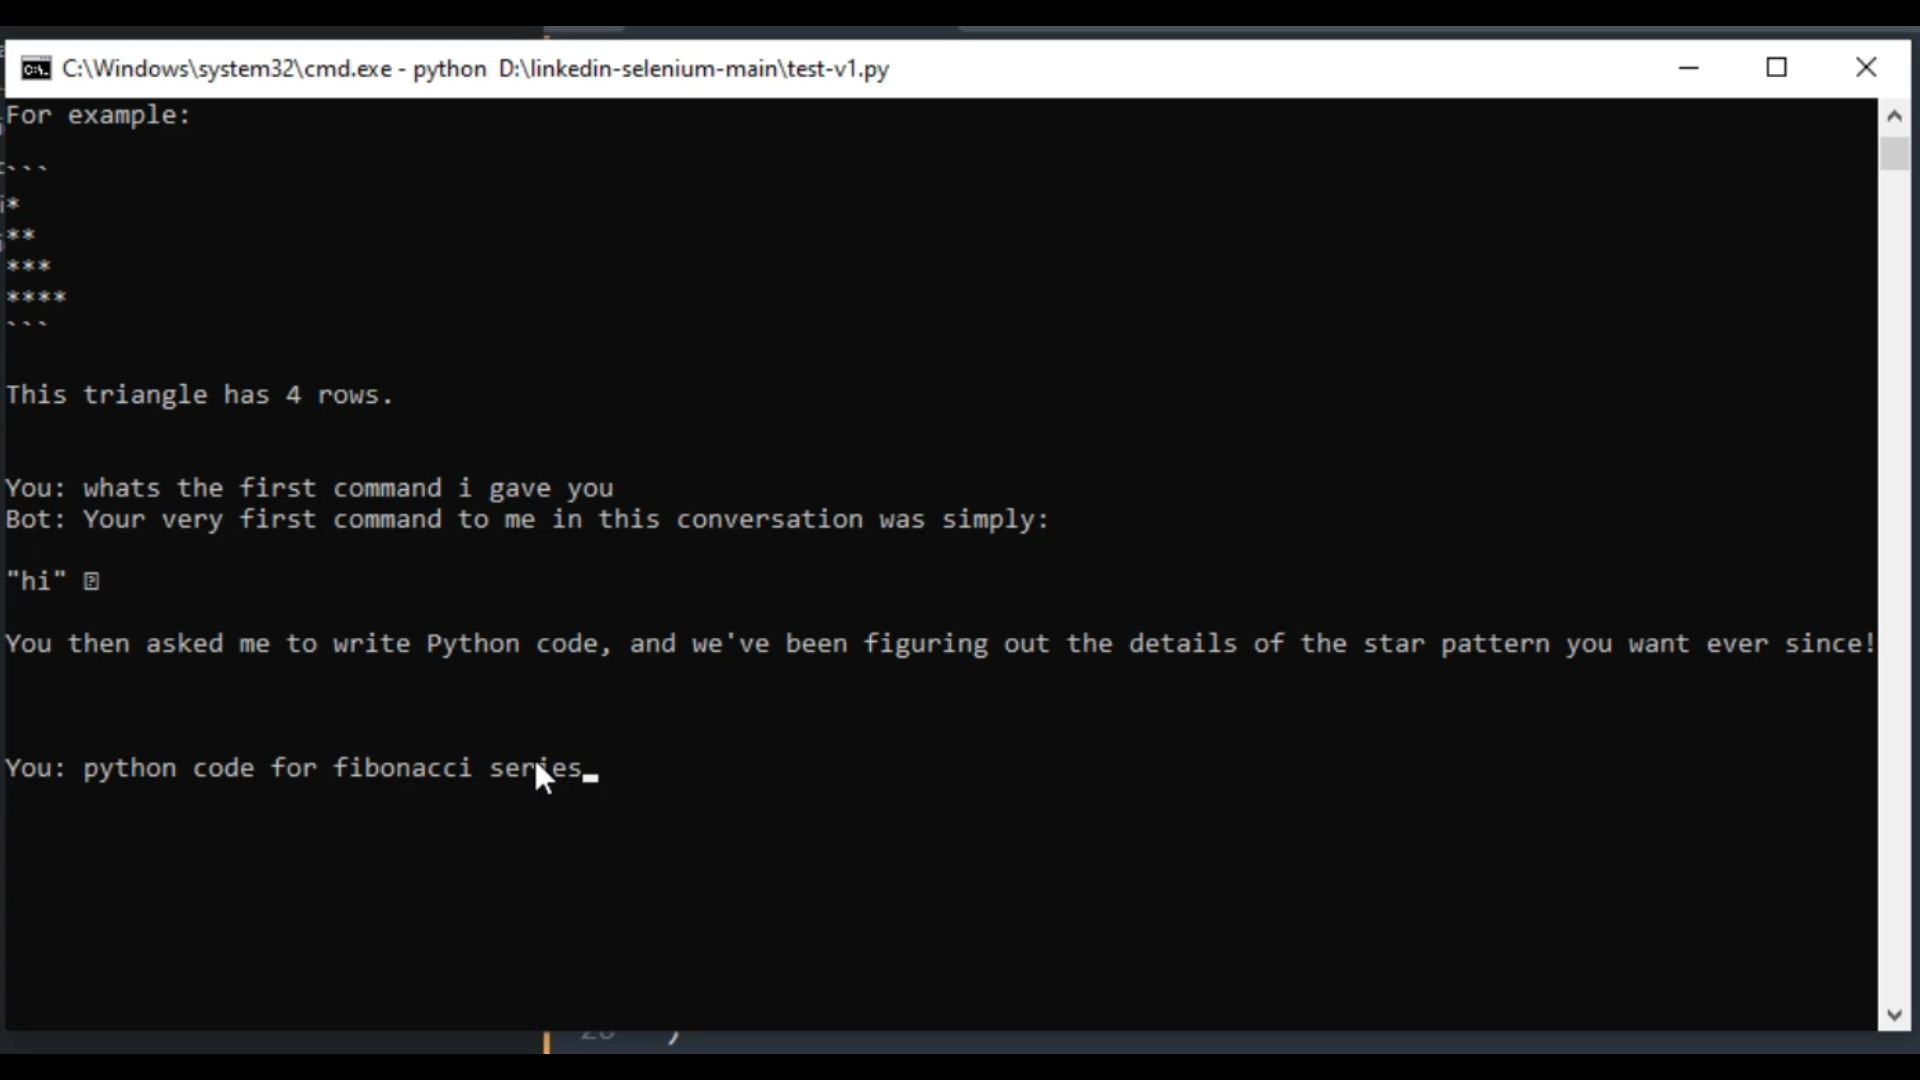 C:\Windows\system32\cmd.exe - python D:\linkedin-selenium-main\test-v1.py
For example:
```
*
**
***
****
```
This triangle has 4 rows.
You: whats the first command i gave you
Bot: Your very first command to me in this conversation was simply:
"hi"
You then asked me to write Python code, and we've been figuring out the details of the star pattern you want ever since!
You: python code for fibonacci series